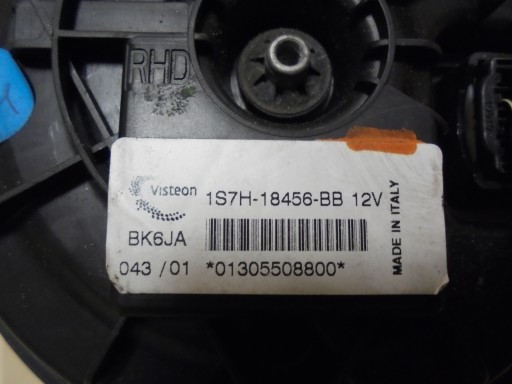 RHD
Visteon
1S7H-18456-BB 12V
BK6JA
043 / 01 *01305508800*
MADE IN ITALY